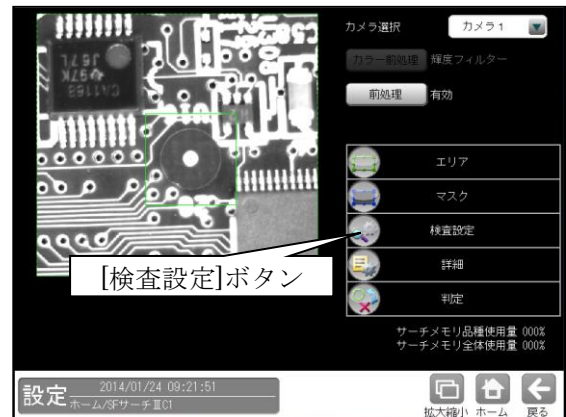 カメラ選択 カメラ1
カラー前処理 輝度フィルター
前処理 有効
エリア
マスク
検査設定
詳細
判定
[検査設定]ボタン
サーチメモリ品種使用量 000%
サーチメモリ全体使用量 000%
設定 2014/01/24 09:21:51
ホーム/SFサーチⅢC1
拡大縮小 ホーム 戻る